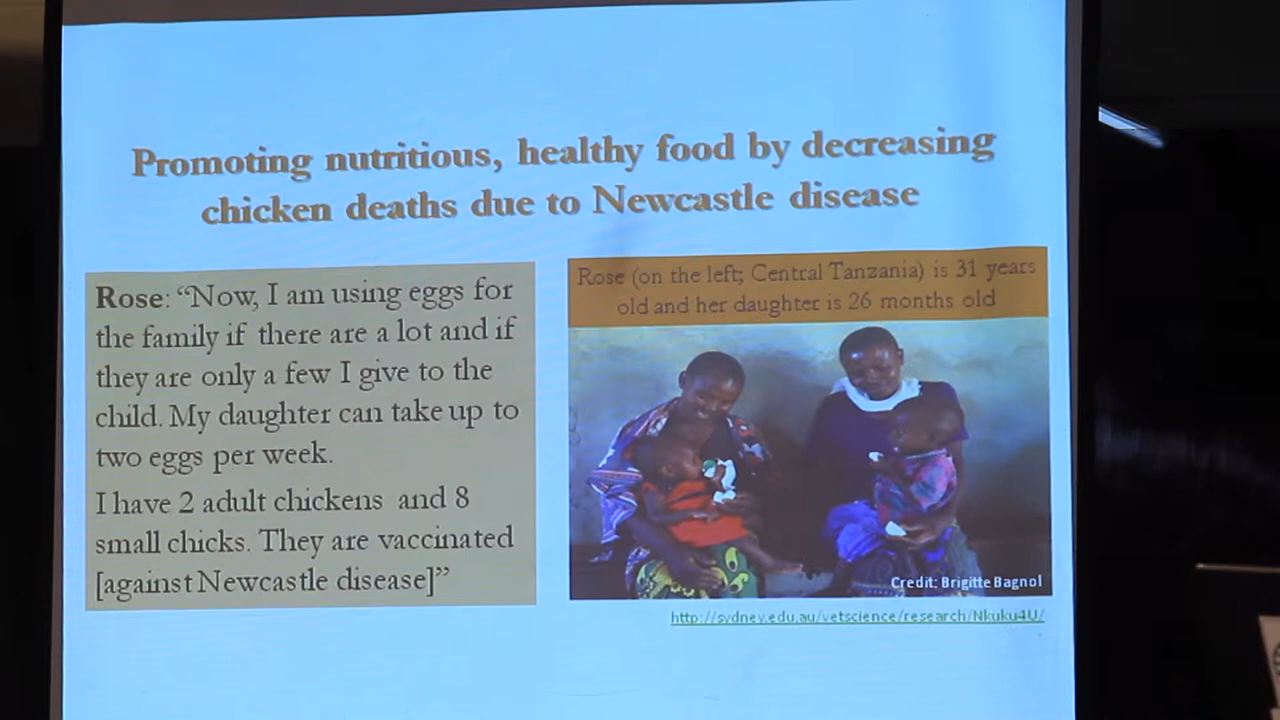 Promoting nutritious, healthy food by decreasing
chicken deaths due to Newcastle disease
Rose: “Now, I am using eggs for
the family if there are a lot and if
they are only a few I give to the
child. My daughter can take up to
two eggs per week.
I have 2 adult chickens and 8
small chicks. They are vaccinated
[against Newcastle disease]”
Rose (on the left; Central Tanzania) is 31 years
old and her daughter is 26 months old
Credit: Brigitte Bagnol
http://sydney.edu.au/vetscience/research/Nkuku4U/